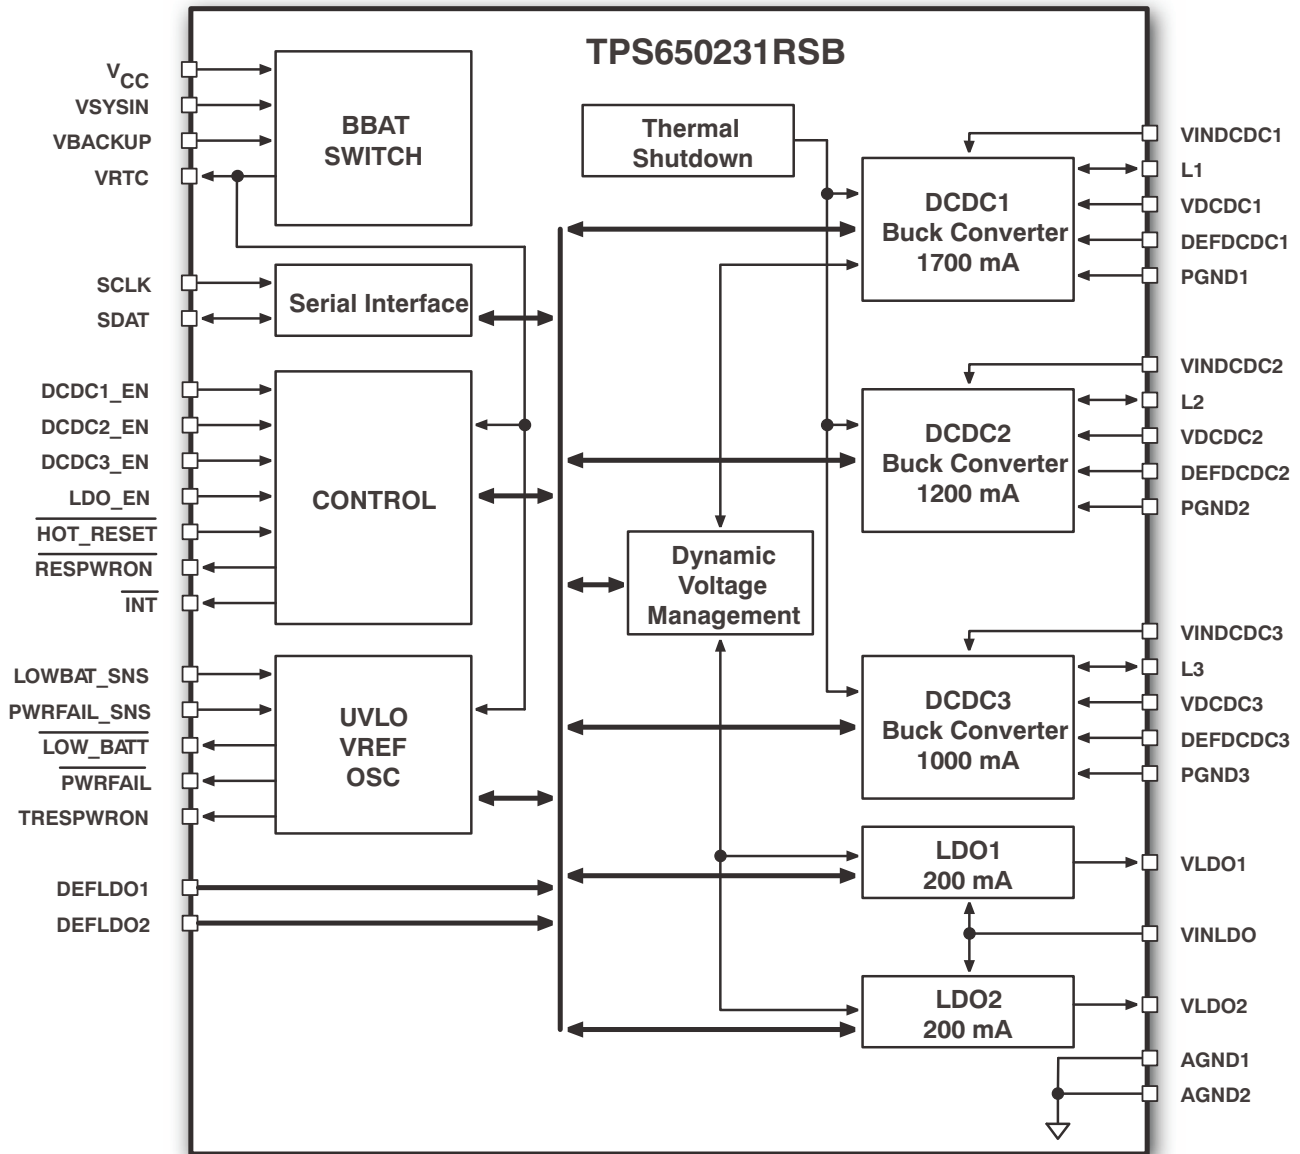 TPS650231RSB
VCC
VSYSIN
VBACKUP
VRTC
BBAT
SWITCH
SCLK
SDAT
Serial Interface
DCDC1_EN
DCDC2_EN
DCDC3_EN
LDO_EN
HOT_RESET
RESPWRON
INT
CONTROL
LOWBAT_SNS
PWRFAIL_SNS
LOW_BATT
PWRFAIL
TRESPWRON
UVLO
VREF
OSC
DEFLDO1
DEFLDO2
Thermal
Shutdown
Dynamic
Voltage
Management
DCDC1
Buck Converter
1700 mA
VINDCDC1
L1
VDCDC1
DEFDCDC1
PGND1
DCDC2
Buck Converter
1200 mA
VINDCDC2
L2
VDCDC2
DEFDCDC2
PGND2
DCDC3
Buck Converter
1000 mA
VINDCDC3
L3
VDCDC3
DEFDCDC3
PGND3
LDO1
200 mA
VLDO1
VINLDO
LDO2
200 mA
VLDO2
AGND1
AGND2